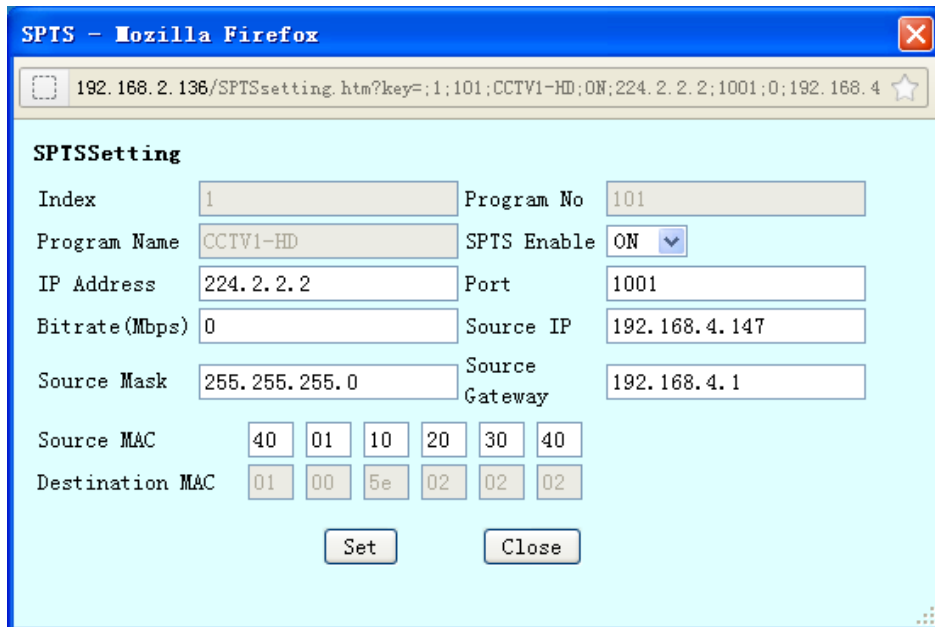 SPTS - Mozilla Firefox
192.168.2.136/SPTSsetting.htm?key=;1;101;CCTV1-HD;ON;224.2.2.2;1001;0;192.168.4
SPTSSetting
Index 1 Program No 101
Program Name CCTV1-HD SPTS Enable ON
IP Address 224.2.2.2 Port 1001
Bitrate(Mbps) 0 Source IP 192.168.4.147
Source Mask 255.255.255.0 Source Gateway 192.168.4.1
Source MAC 40 01 10 20 30 40
Destination MAC 01 00 5e 02 02 02
Set Close